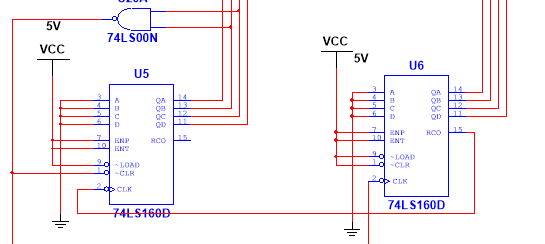 5V
74LS00N
VCC
U5
3 A QA 14
4 B QB 13
5 C QC 12
6 D QD 11
7 ENP RCO 15
10 ENT
9 ~LOAD
1 ~CLR
2 CLK
74LS160D
VCC
5V
U6
3 A QA 14
4 B QB 13
5 C QC 12
6 D QD 11
7 ENP RCO 15
10 ENT
9 ~LOAD
1 ~CLR
2 CLK
74LS160D